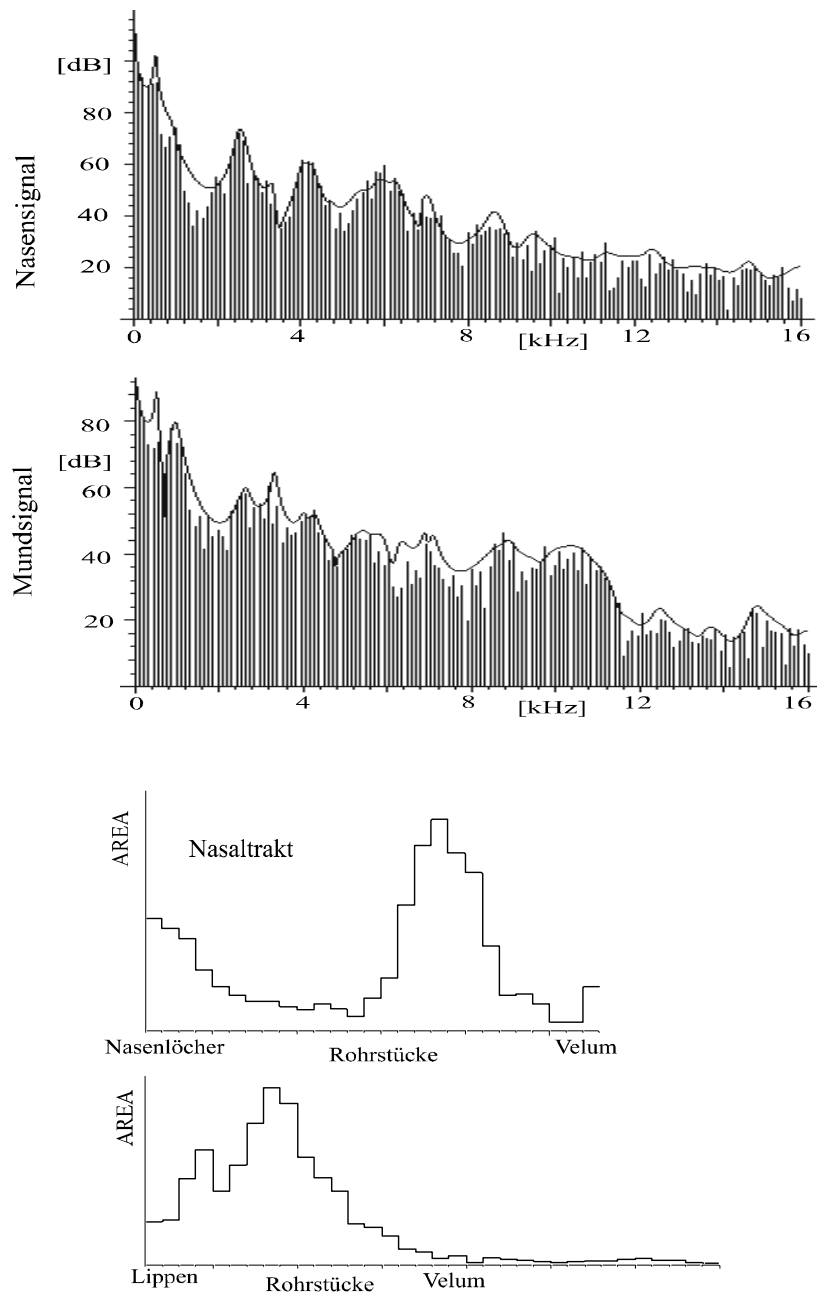 [dB]
80
60
40
20
Nasensignal
0
4
8
[kHz]
12
16
80
[dB]
60
40
20
Mundsignal
0
4
8
[kHz]
12
16
AREA
Nasaltrakt
Nasenlöcher
Rohrstücke
Velum
AREA
Lippen
Rohrstücke
Velum